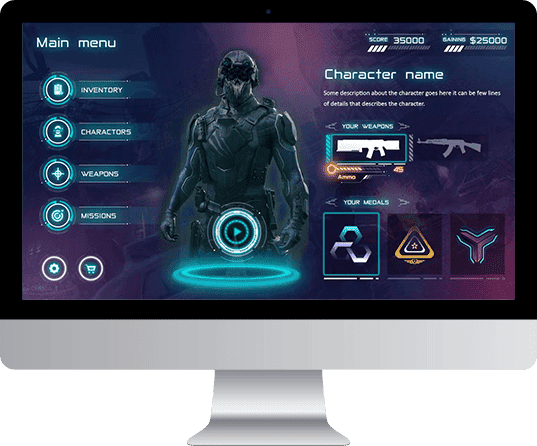 Main menu
SCORE 35000
GAINING $25000
INVENTORY
CHARACTORS
WEAPONS
MISSIONS
Character name
Some description about the character goes here it can be few lines
of details that describes the character.
YOUR WEAPONS
Ammo 45
YOUR MEDALS